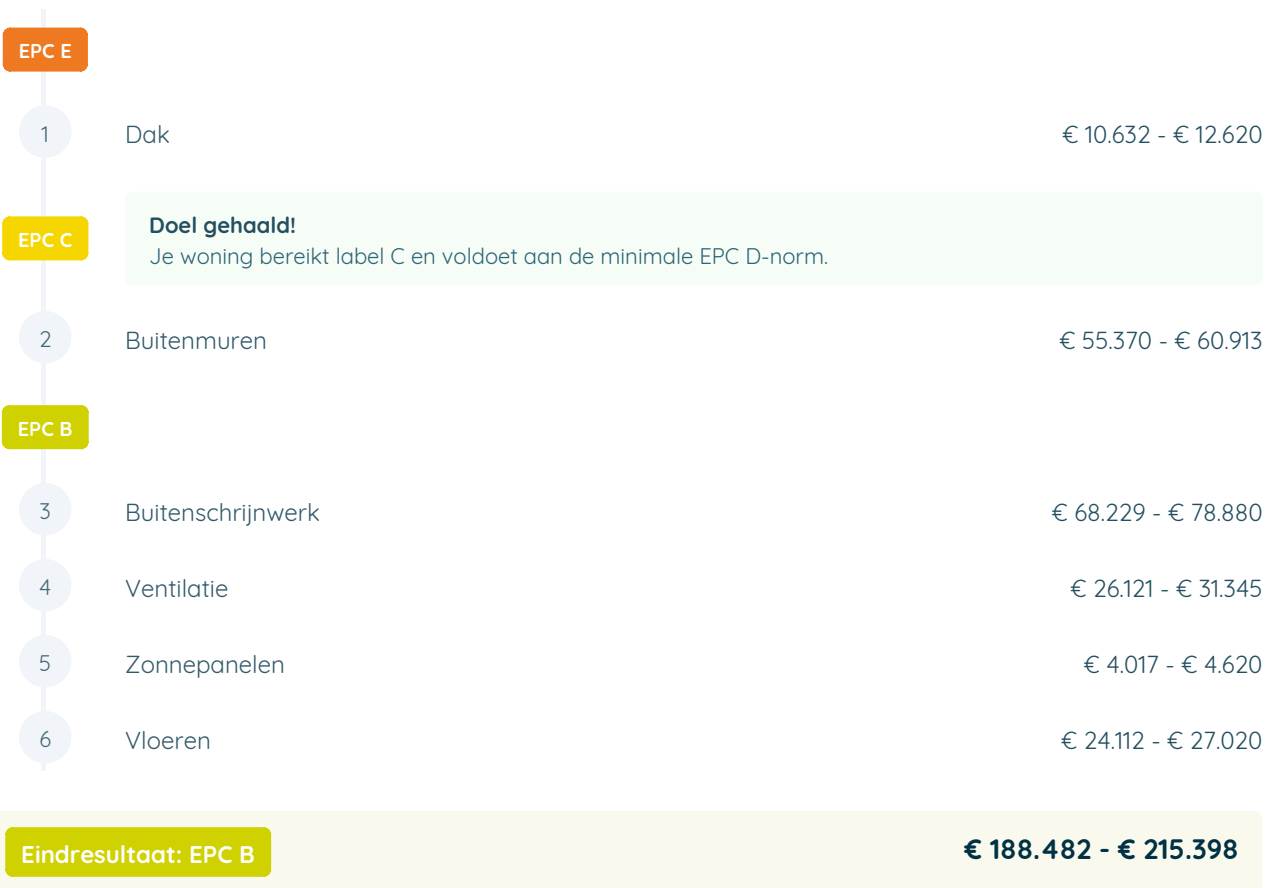 EPC E
1 Dak € 10.632 - € 12.620
Doel gehaald!
EPC C
Je woning bereikt label C en voldoet aan de minimale EPC D-norm.
2 Buitenmuren € 55.370 - € 60.913
EPC B
3 Buitenschrijnwerk € 68.229 - € 78.880
4 Ventilatie € 26.121 - € 31.345
5 Zonnepanelen € 4.017 - € 4.620
6 Vloeren € 24.112 - € 27.020
Eindresultaat: EPC B € 188.482 - € 215.398